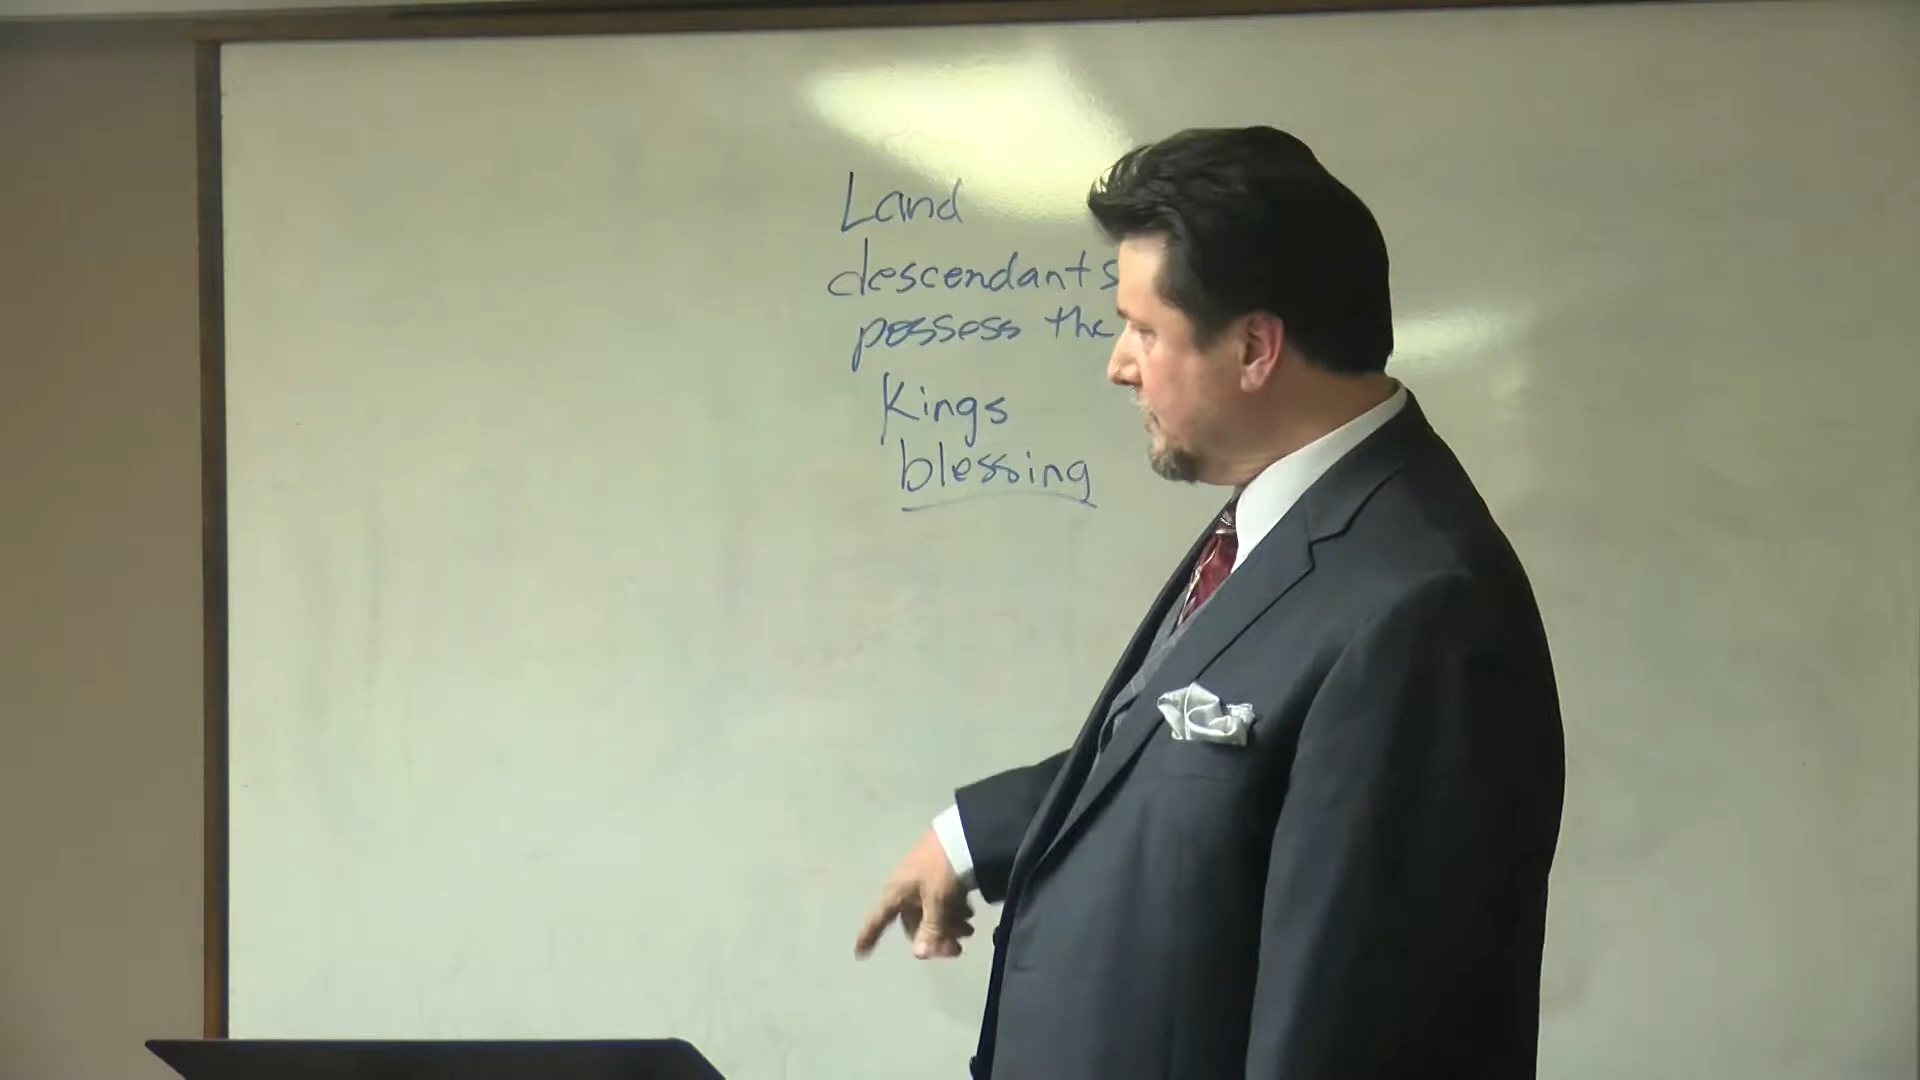 Land
descendants
possess the
Kings
blessing